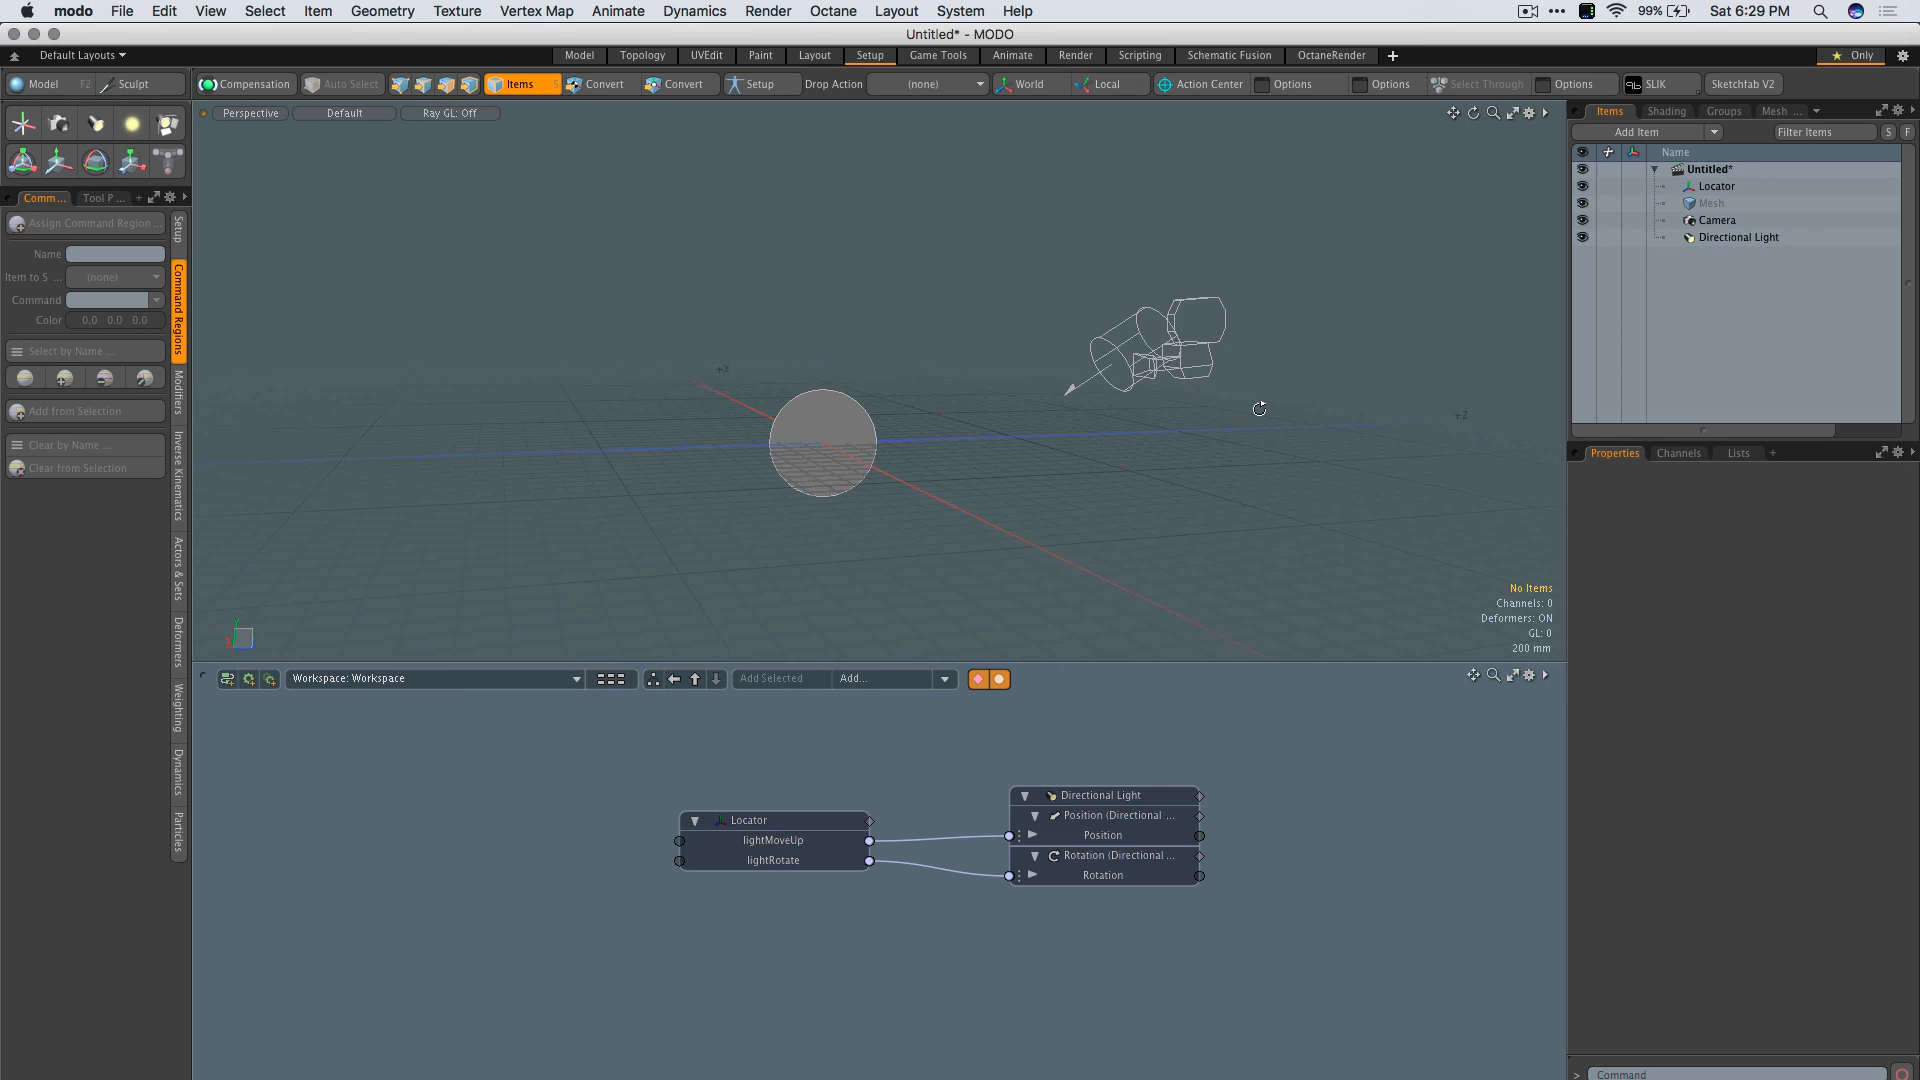 modo File Edit View Select Item Geometry Texture Vertex Map Animate Dynamics Render Octane Layout System Help 99% Sat 6:29 PM
Untitled* - MODO
Default Layouts Model Topology UVEdit Paint Layout Setup Game Tools Animate Render Scripting Schematic Fusion OctaneRender + Only
Model F2 Sculpt Compensation Auto Select Items 5 Convert Convert Setup Drop Action (none) World Local Action Center Options Options Select Through Options SLIK Sketchfab V2
Perspective Default Ray GL: Off
Items Shading Groups Mesh ...
Add Item Filter Items S F
Name
Untitled*
Locator
Mesh
Camera
Directional Light
Comm... Tool P ... +
Assign Command Region ...
Name
Item to S ... (none)
Command
Color 0.0 0.0 0.0
Select by Name ...
Add from Selection
Clear by Name ...
Clear from Selection
Setup
Command Regions
Modifiers
Inverse Kinematics
Actors & Sets
Deformers
Weighting
Dynamics
Particles
+X
+Z
Y
No Items
Channels: 0
Deformers: ON
GL: 0
200 mm
Properties Channels Lists +
Workspace: Workspace Add Selected Add...
Locator
lightMoveUp
lightRotate
Directional Light
Position (Directional ...
Position
Rotation (Directional ...
Rotation
> Command